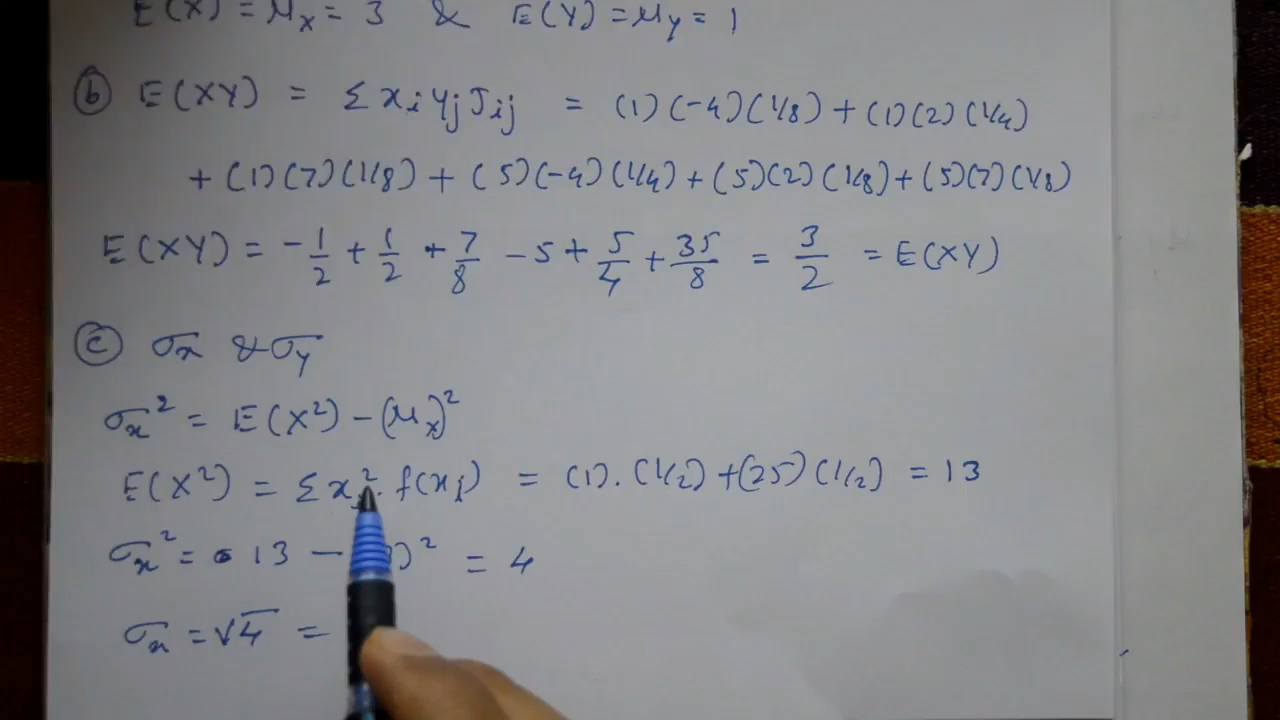 E(X) = μx = 3 & E(Y) = μy = 1
(b) E(XY) = Σ xi yj Jij = (1)(-4)(1/8) + (1)(2)(1/4)
+ (1)(7)(1/8) + (5)(-4)(1/4) + (5)(2)(1/8) + (5)(7)(1/8)
E(XY) = -1/2 + 1/2 + 7/8 - 5 + 5/4 + 35/8 = 3/2 = E(XY)
(c) σx & σy
σx² = E(X²) - (μx)²
E(X²) = Σ xi². f(xi) = (1).(1/2) + (25)(1/2) = 13
σx² = 13 - )² = 4
σx = √4 =